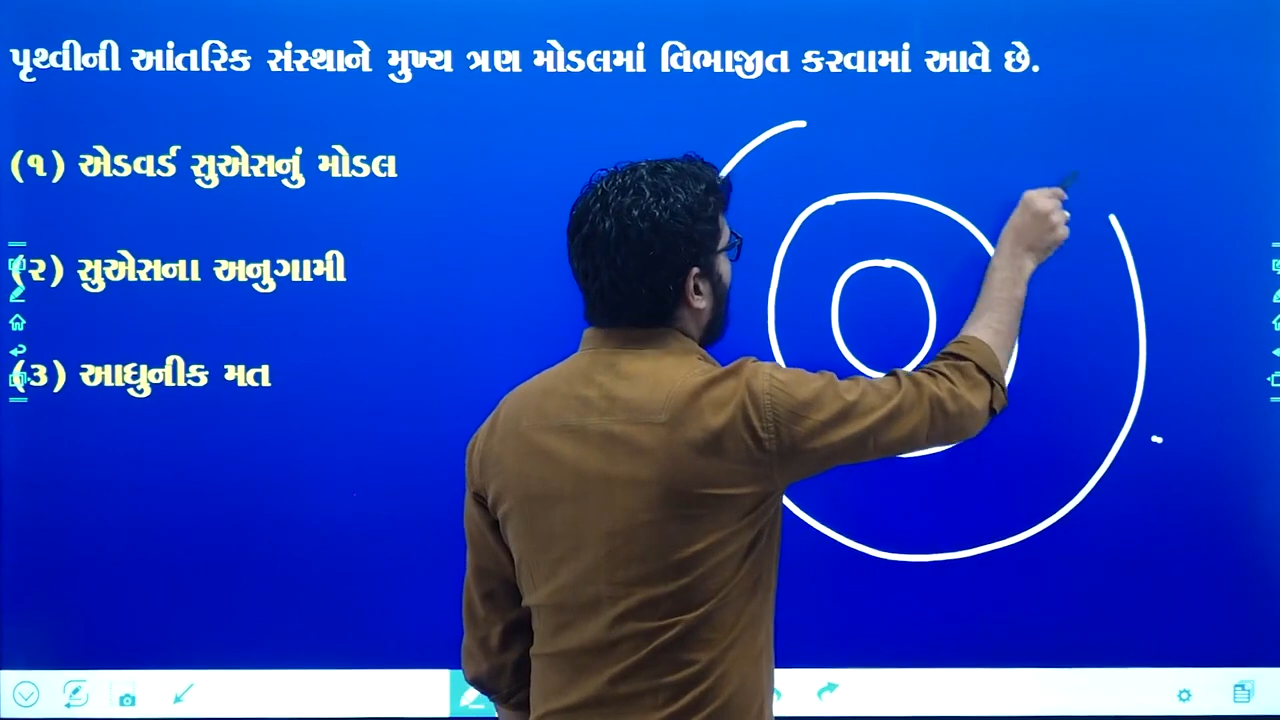 પૃથ્વીની આંતરિક સંસ્થાને મુખ્ય ત્રણ મોડલમાં વિભાજીત કરવામાં આવે છે.
(૧) એડવર્ડ સુએસનું મોડલ
(૨) સુએસના અનુગામી
(૩) આધુનીક મત